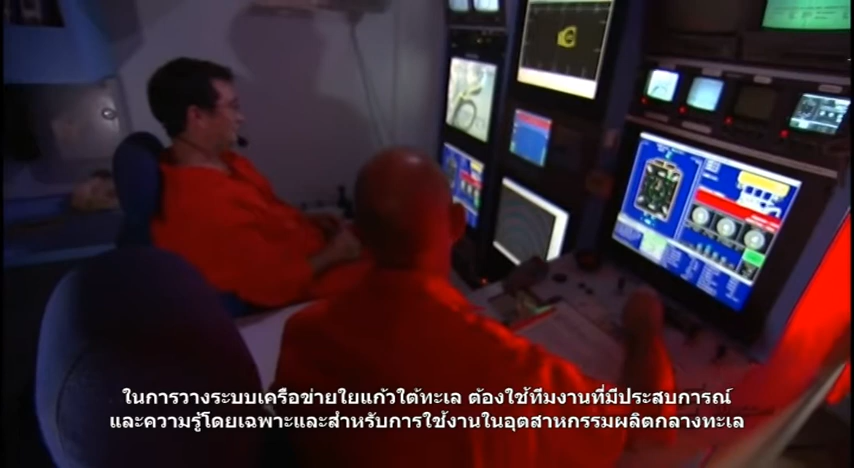 ในการวางระบบเครือข่ายใยแก้วใต้ทะเล ต้องใช้ทีมงานที่มีประสบการณ์
และความรู้โดยเฉพาะและสำหรับการใช้งานในอุตสาหกรรมผลิตกลางทะเล